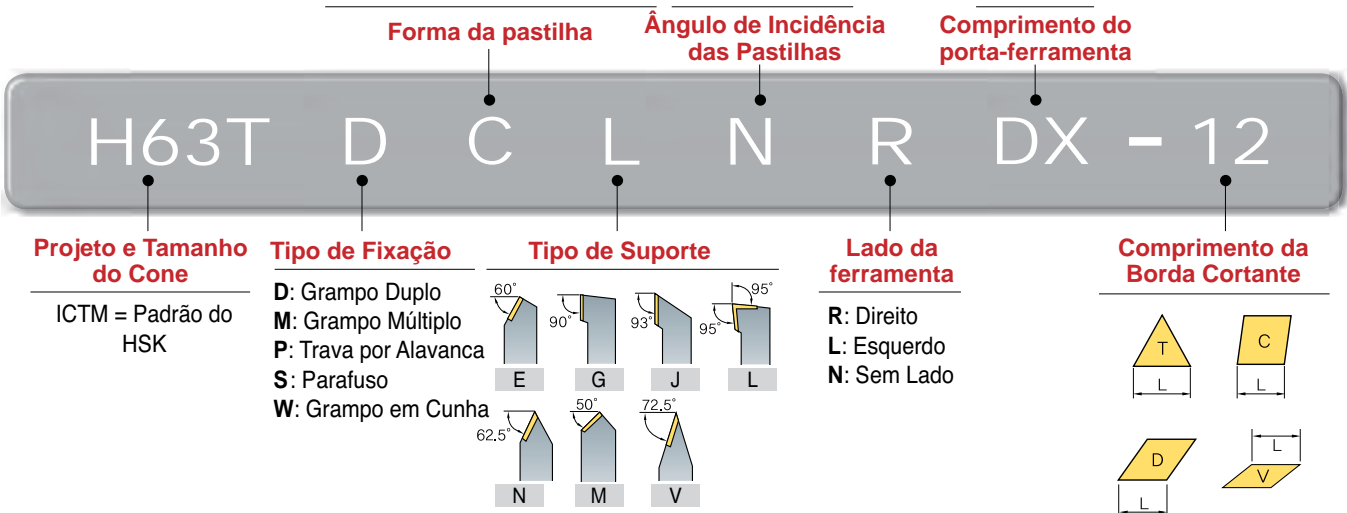 Forma da pastilha
Ângulo de Incidência
das Pastilhas
Comprimento do
porta-ferramenta
H63T D C L N R DX - 12
Projeto e Tamanho
do Cone
ICTM = Padrão do
HSK
Tipo de Fixação
D: Grampo Duplo
M: Grampo Múltiplo
P: Trava por Alavanca
S: Parafuso
W: Grampo em Cunha
Tipo de Suporte
60°
90°
93°
95°
95°
E G J L
62.5°
50°
72.5°
N M V
Lado da
ferramenta
R: Direito
L: Esquerdo
N: Sem Lado
Comprimento da
Borda Cortante
T C
L L
D V
L L